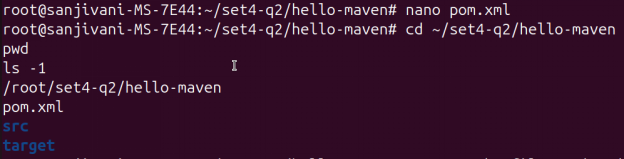 root@sanjivani-MS-7E44:~/set4-q2/hello-maven# nano pom.xml
root@sanjivani-MS-7E44:~/set4-q2/hello-maven# cd ~/set4-q2/hello-maven
pwd
ls -1
/root/set4-q2/hello-maven
pom.xml
src
target